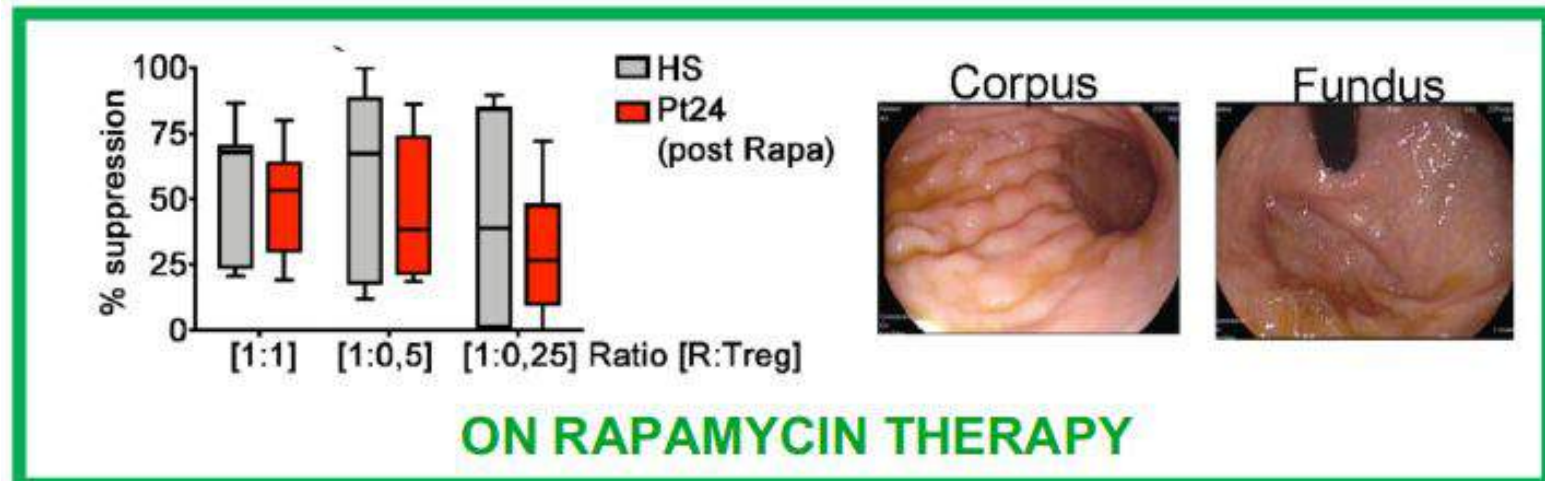 100
75
50
25
0
% suppression
HS
Pt24
(post Rapa)
[1:1] [1:0,5] [1:0,25] Ratio [R:Treg]
Corpus
Fundus
ON RAPAMYCIN THERAPY